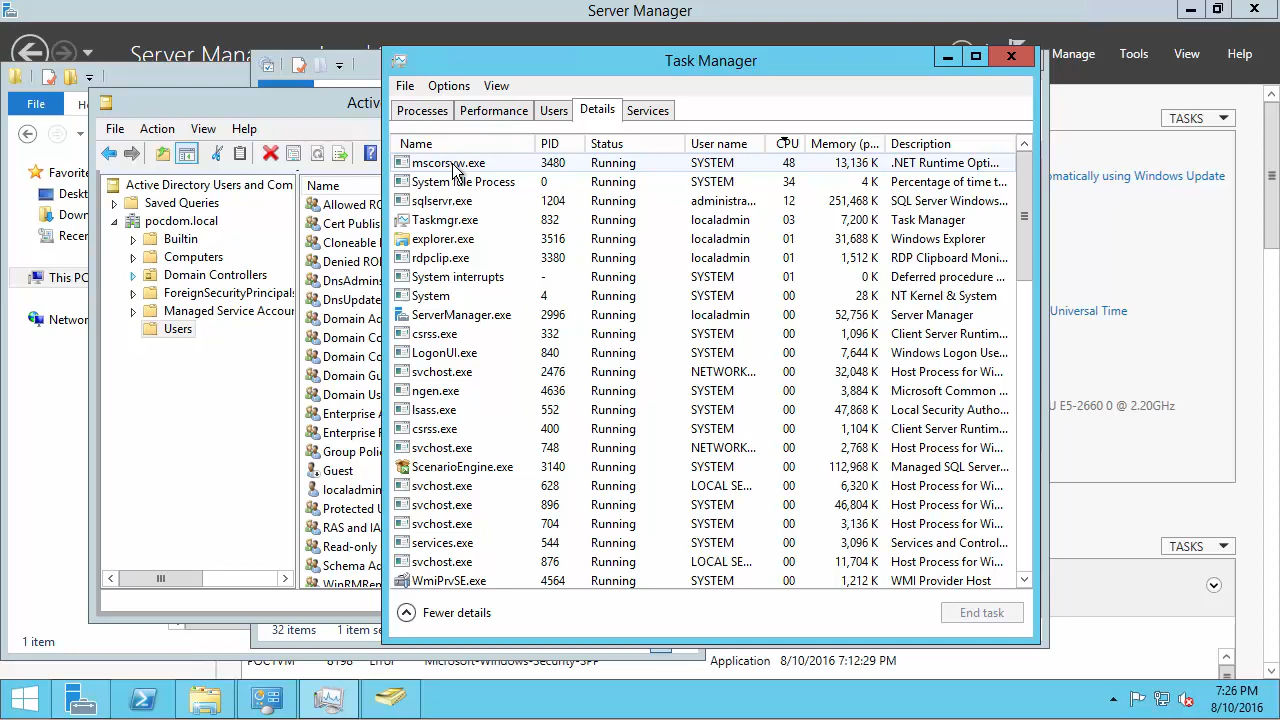 Server Manager
Server Mana
Manage Tools View Help
File
Favorite
Deskt
Down
Recen
This PC
Networ
1 item
Activ
File Action View Help
Active Directory Users and Com
Saved Queries
pocdom.local
Builtin
Computers
Domain Controllers
ForeignSecurityPrincipals
Managed Service Accour
Users
Name
Allowed RO
Cert Publis
Cloneable
Denied RO
DnsAdmins
DnsUpdate
Domain Co
Domain Gu
Domain Us
Enterprise
Enterprise
Group Polic
Guest
localadmin
Protected U
RAS and IA
Read-only
Schema Ad
WinRMRem
32 items 1 item se
Task Manager
File Options View
Processes Performance Users Details Services
Name PID Status User name CPU Memory (p... Description
mscorsvw.exe 3480 Running SYSTEM 48 13,136 K .NET Runtime Opti...
System Idle Process 0 Running SYSTEM 34 4 K Percentage of time t...
sqlservr.exe 1204 Running administra... 12 251,468 K SQL Server Windows...
Taskmgr.exe 832 Running localadmin 03 7,200 K Task Manager
explorer.exe 3516 Running localadmin 01 31,688 K Windows Explorer
rdpclip.exe 3380 Running localadmin 01 1,512 K RDP Clipboard Moni...
System interrupts - Running SYSTEM 01 0 K Deferred procedure ...
System 4 Running SYSTEM 00 28 K NT Kernel & System
ServerManager.exe 2996 Running localadmin 00 52,756 K Server Manager
csrss.exe 332 Running SYSTEM 00 1,096 K Client Server Runtim...
LogonUI.exe 840 Running SYSTEM 00 7,644 K Windows Logon Use...
svchost.exe 2476 Running NETWORK... 00 32,048 K Host Process for Wi...
ngen.exe 4636 Running SYSTEM 00 3,884 K Microsoft Common ...
lsass.exe 552 Running SYSTEM 00 47,868 K Local Security Autho...
csrss.exe 400 Running SYSTEM 00 1,104 K Client Server Runtim...
svchost.exe 748 Running NETWORK... 00 2,968 K Host Process for Wi...
ScenarioEngine.exe 3140 Running SYSTEM 00 112,968 K Managed SQL Server...
svchost.exe 628 Running LOCAL SE... 00 6,320 K Host Process for Wi...
svchost.exe 896 Running SYSTEM 00 46,804 K Host Process for Wi...
svchost.exe 704 Running SYSTEM 00 3,136 K Host Process for Wi...
services.exe 544 Running SYSTEM 00 3,096 K Services and Control...
svchost.exe 876 Running LOCAL SE... 00 11,704 K Host Process for Wi...
WmiPrvSE.exe 4564 Running SYSTEM 00 1,212 K WMI Provider Host
Fewer details
End task
TASKS
omatically using Windows Update
Universal Time
U E5-2660 0 @ 2.20GHz
TASKS
POCTVM 8198 Error Microsoft-Windows-Security-SPP Application 8/10/2016 7:12:29 PM
7:26 PM
8/10/2016